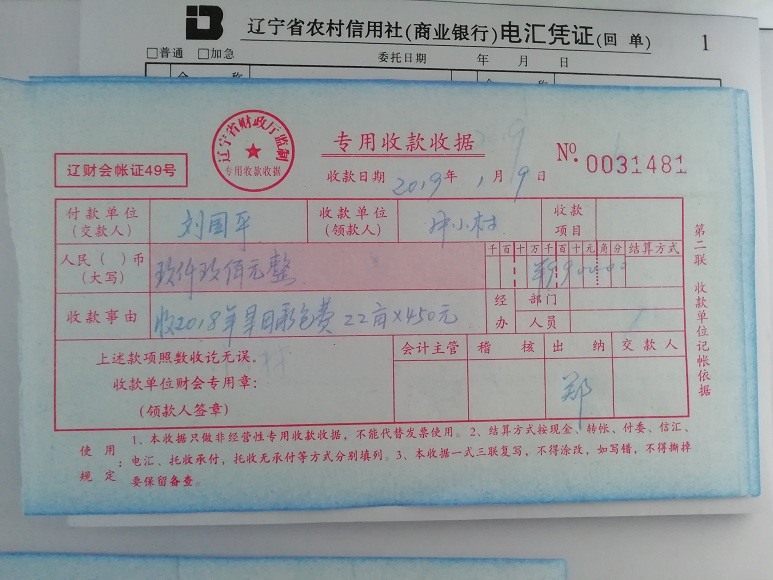 辽宁省农村信用社(商业银行)电汇凭证(回 单) 1
□普通 □加急 委托日期 年 月 日
辽宁省财政厅监制
专用收款收据
专用收款收据
辽财会帐证49号
收款日期 2019年 1月9日
No. 0031481
付款单位(交款人) 刘国平 收款单位(领款人) 小村 收款项目
人民( )币(大写) 玖仟玖佰元整 千百十万千百十元角分 结算方式
收款事由 收2018年 费 22亩×450元 经办 部门 人员
上述款项照数收讫无误。 会计主管 稽核 出纳 交款人
收款单位财会专用章:
(领款人签章) 郑
第二联 收款单位记帐依据
使用规定: 1、本收据只做非经营性专用收款收据,不能代替发票使用。2、结算方式按现金、转帐、付委、信汇、
电汇、托收承付,托收无承付等方式分别填列。3、本收据一式三联复写,不得涂改,如写错,不得撕掉
要保留备查。